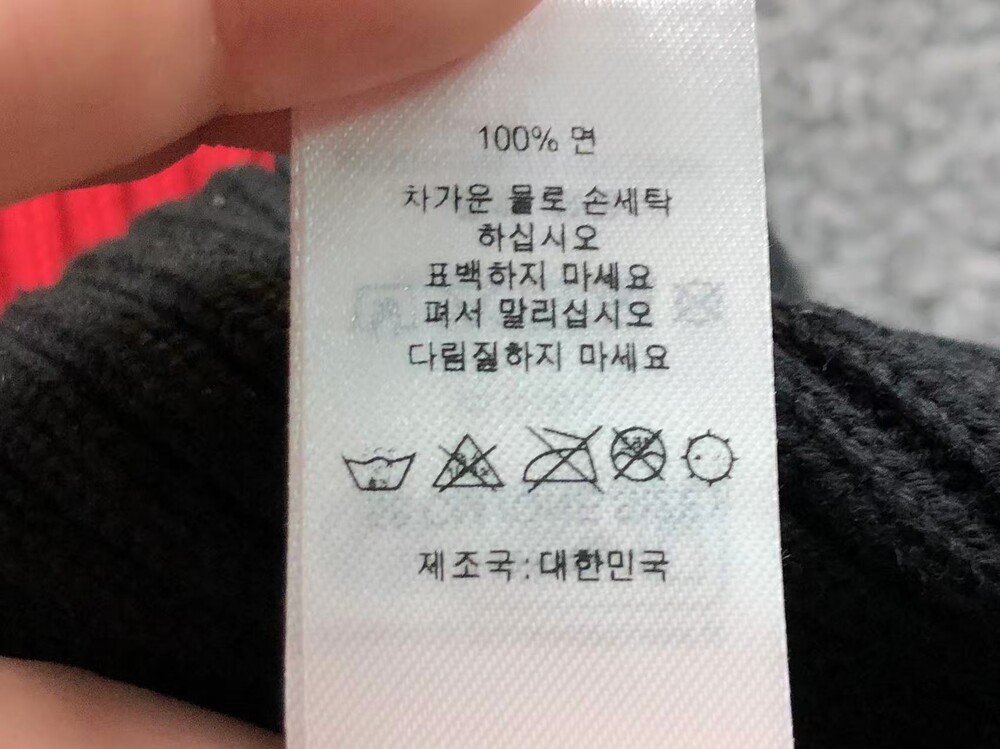 100% 면
차가운 물로 손세탁
하십시오
표백하지 마세요
펴서 말리십시오
다림질하지 마세요
제조국:대한민국